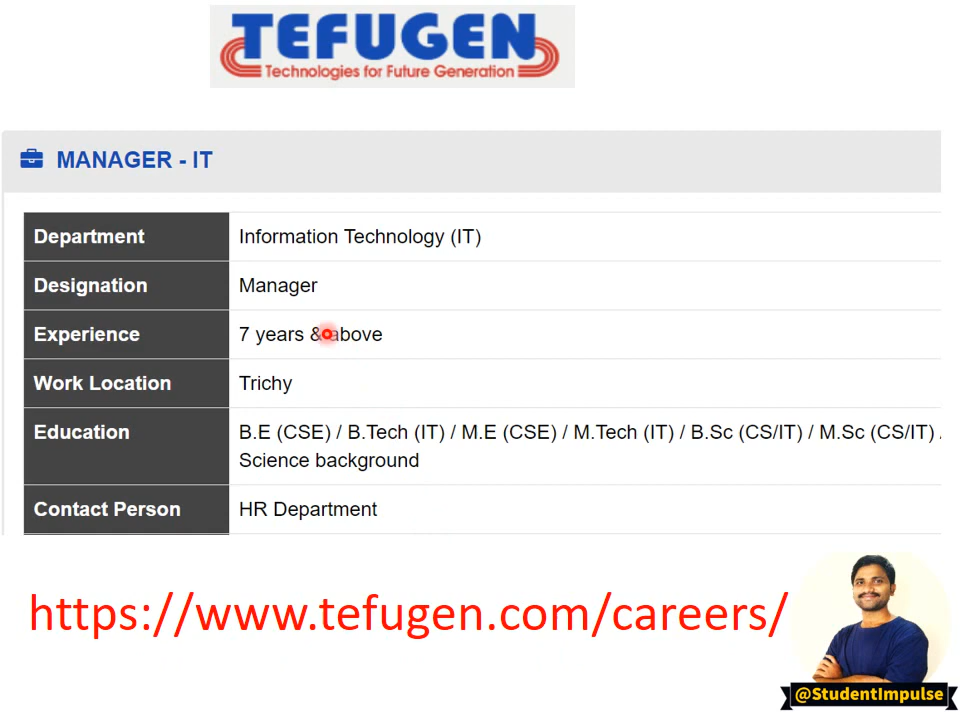 TEFUGEN
Technologies for Future Generation
MANAGER - IT
Department Information Technology (IT)
Designation Manager
Experience 7 years & above
Work Location Trichy
Education B.E (CSE) / B.Tech (IT) / M.E (CSE) / M.Tech (IT) / B.Sc (CS/IT) / M.Sc (CS/IT)
Science background
Contact Person HR Department
https://www.tefugen.com/careers/
@StudentImpulse